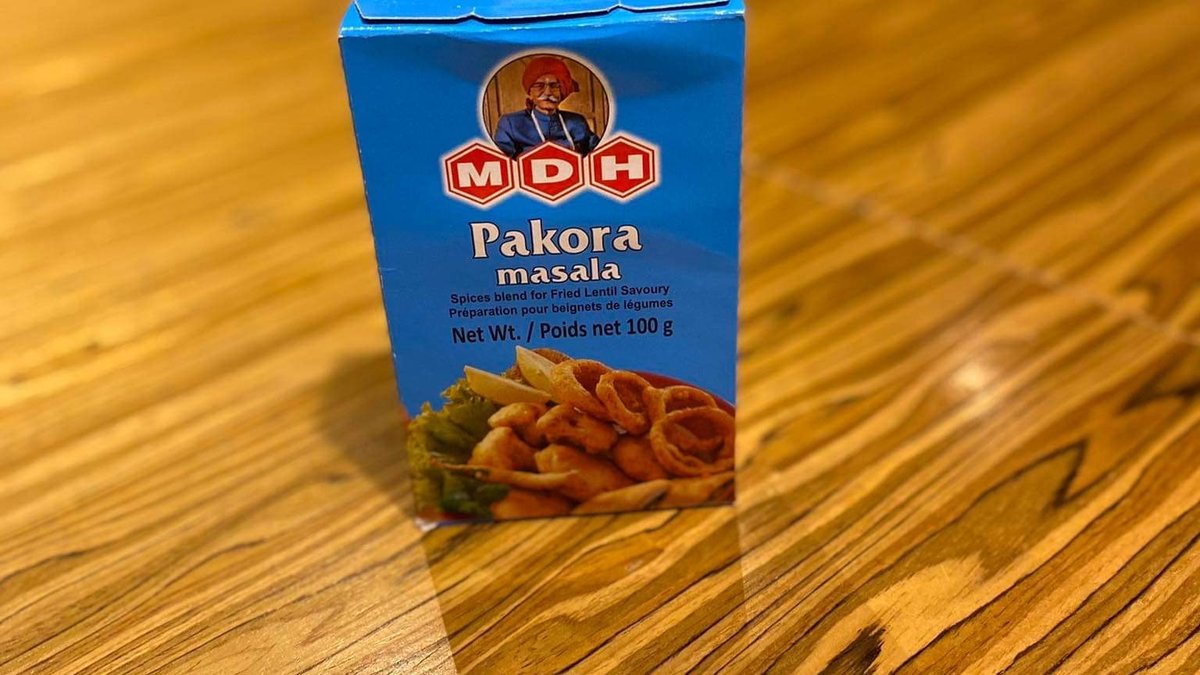 MDH
Pakora
masala
Spices blend for Fried Lentil Savoury
Préparation pour beignets de légumes
Net Wt. / Poids net 100 g